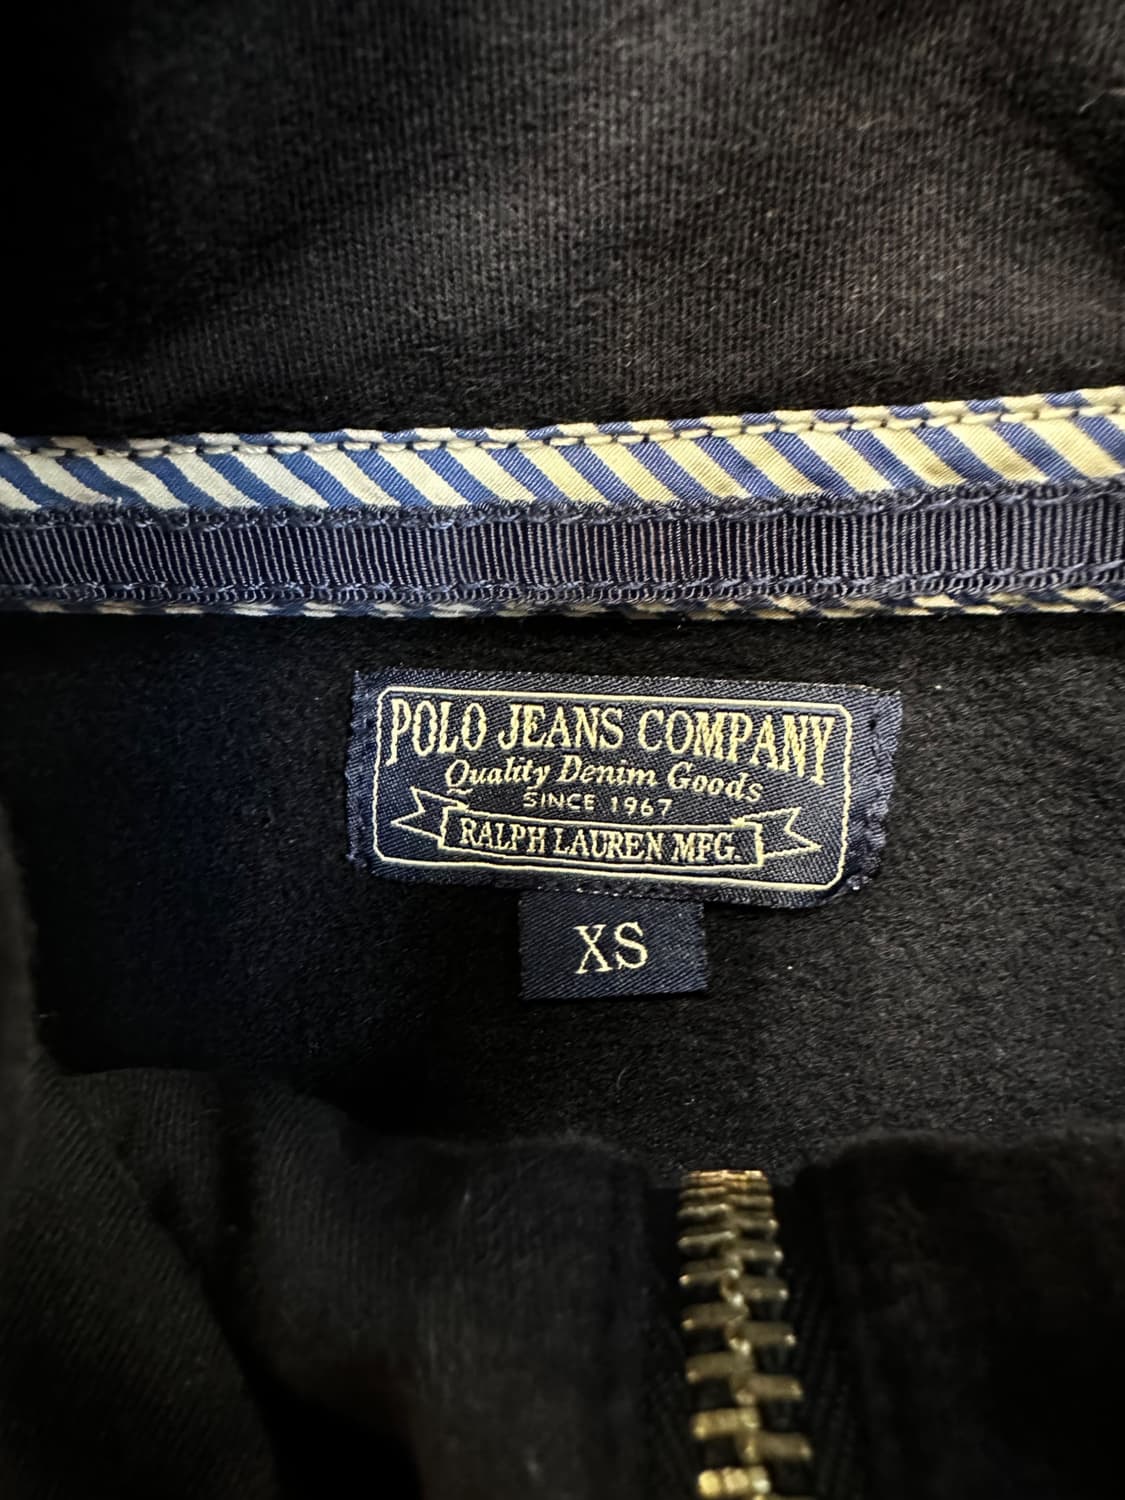 POLO JEANS COMPANY
Quality Denim Goods
SINCE 1967
RALPH LAUREN MFG.
XS